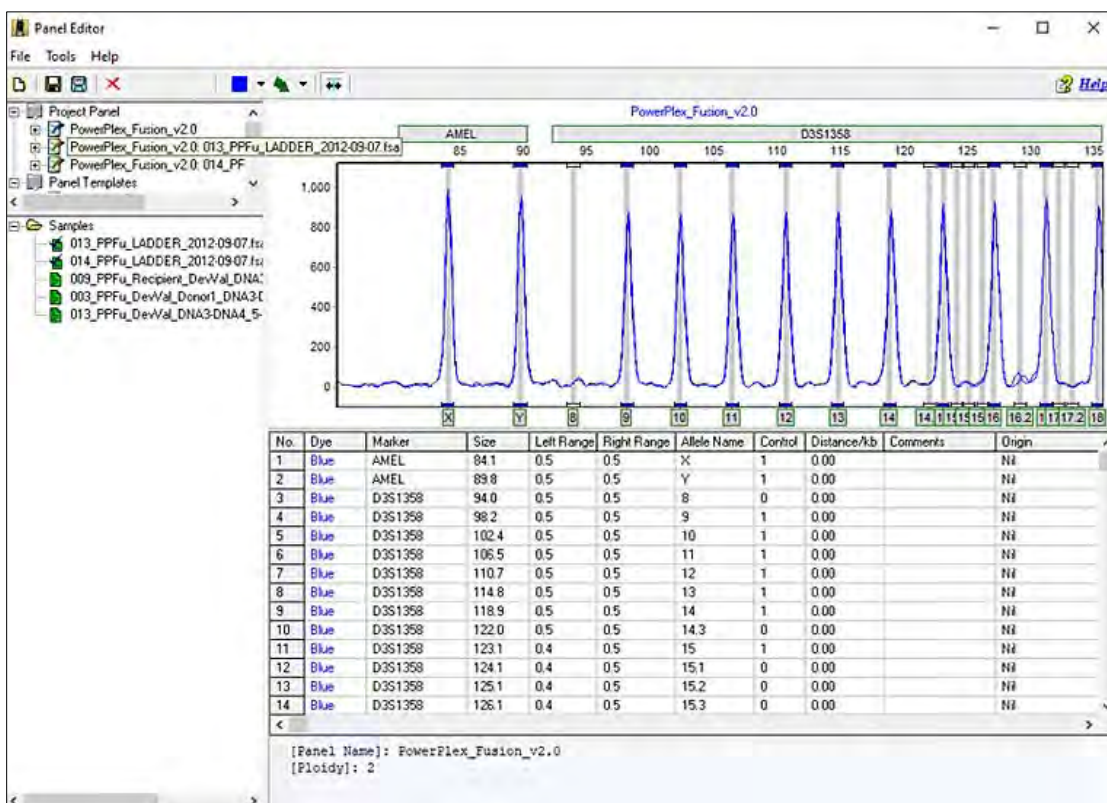 Panel Editor
File Tools Help
Help
Project Panel
PowerPlex_Fusion_v2.0
PowerPlex_Fusion_v2.0: 013_PPFu_LADDER_2012-09-07.fsa
PowerPlex_Fusion_v2.0: 014_PF
Panel Templates
Samples
013_PPFu_LADDER_2012-09-07.fsa
014_PPFu_LADDER_2012-09-07.fsa
009_PPFu_Recipient_DevVal_DNA
003_PPFu_DevVal_Donor1_DNA3-D
013_PPFu_DevVal_DNA3-DNA4_5-
PowerPlex_Fusion_v2.0
AMEL D3S1358
85 90 95 100 105 110 115 120 125 130 135
1,000
800
600
400
200
0
X Y 8 9 10 11 12 13 14 14 15 15 16 16.2 17.2 18
No. Dye Marker Size Left Range Right Range Allele Name Control Distance/kb Comments Origin
1 Blue AMEL 84.1 0.5 0.5 X 1 0.00 Nil
2 Blue AMEL 89.8 0.5 0.5 Y 1 0.00 Nil
3 Blue D3S1358 94.0 0.5 0.5 8 0 0.00 Nil
4 Blue D3S1358 98.2 0.5 0.5 9 1 0.00 Nil
5 Blue D3S1358 102.4 0.5 0.5 10 1 0.00 Nil
6 Blue D3S1358 106.5 0.5 0.5 11 1 0.00 Nil
7 Blue D3S1358 110.7 0.5 0.5 12 1 0.00 Nil
8 Blue D3S1358 114.8 0.5 0.5 13 1 0.00 Nil
9 Blue D3S1358 118.9 0.5 0.5 14 1 0.00 Nil
10 Blue D3S1358 122.0 0.5 0.5 14.3 0 0.00 Nil
11 Blue D3S1358 123.1 0.4 0.5 15 1 0.00 Nil
12 Blue D3S1358 124.1 0.4 0.5 15.1 0 0.00 Nil
13 Blue D3S1358 125.1 0.4 0.5 15.2 0 0.00 Nil
14 Blue D3S1358 126.1 0.4 0.5 15.3 0 0.00 Nil
[Panel Name]: PowerPlex_Fusion_v2.0
[Ploidy]: 2